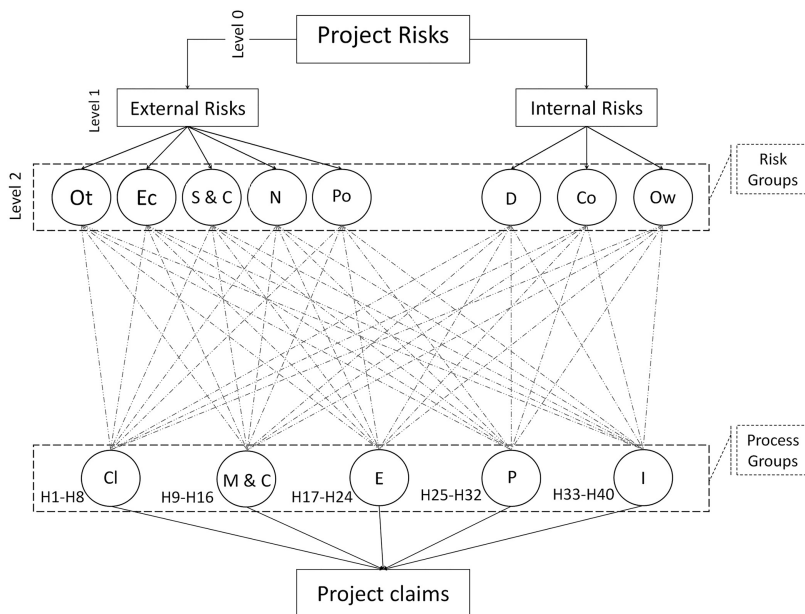 Level 0
Project Risks
Level 1
External Risks
Internal Risks
Level 2
Ot
Ec
S & C
N
Po
D
Co
Ow
Risk
Groups
Cl
M & C
E
P
I
H1-H8
H9-H16
H17-H24
H25-H32
H33-H40
Process
Groups
Project claims